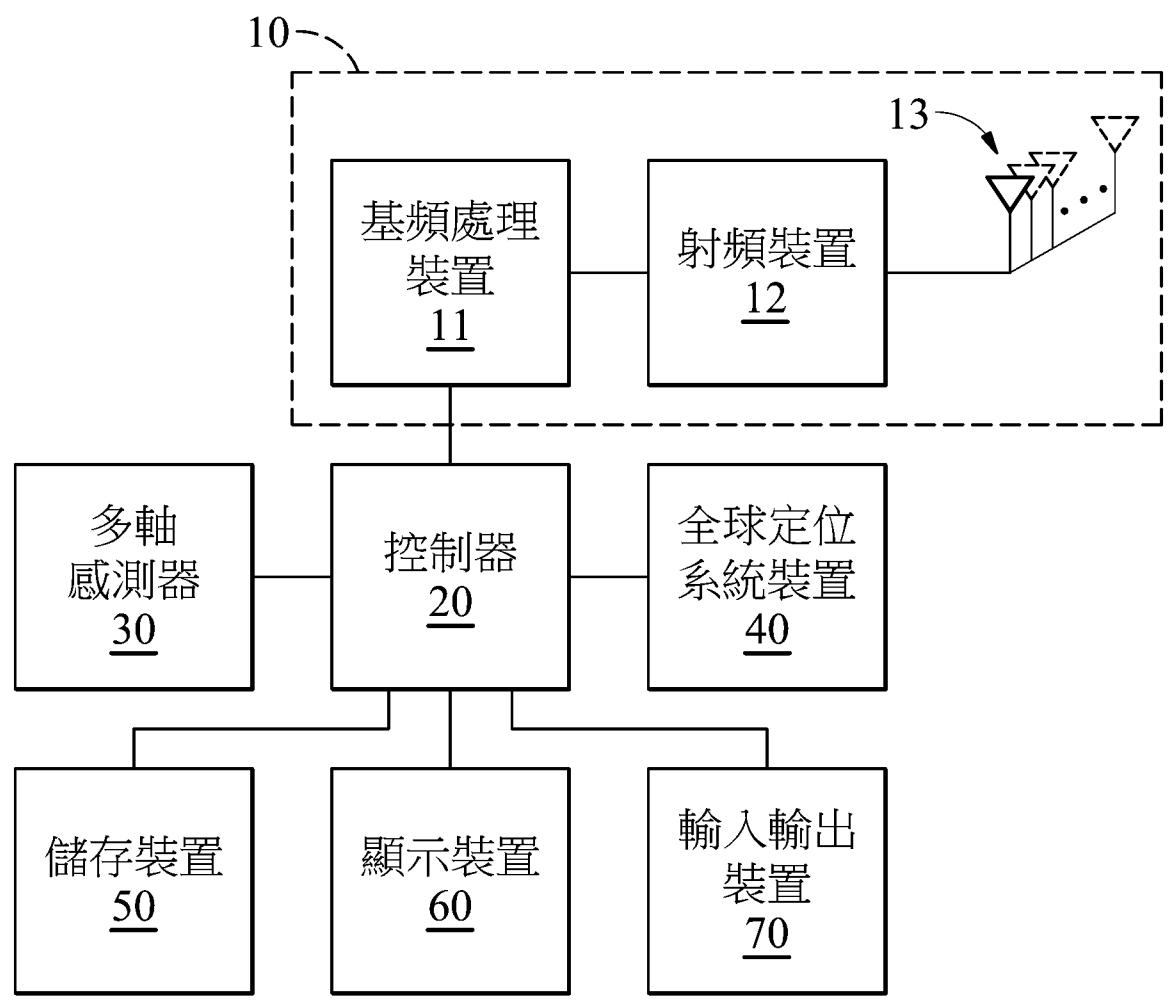 10
13
基頻處理
裝置
11
射頻裝置
12
多軸
感測器
30
控制器
20
全球定位
系統裝置
40
儲存裝置
50
顯示裝置
60
輸入輸出
裝置
70